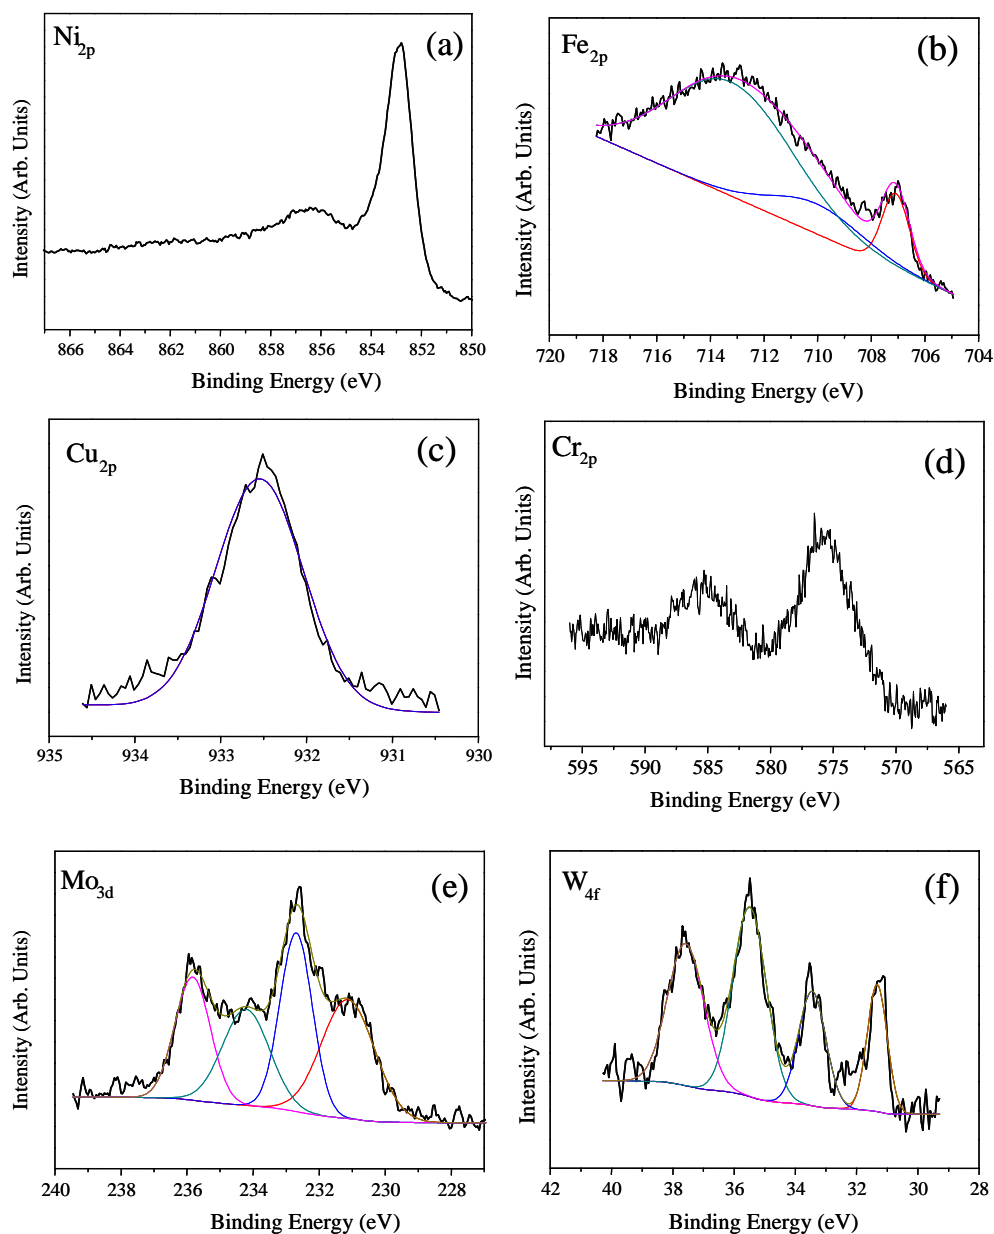 Ni2p
(a)
Intensity (Arb. Units)
866 864 862 860 858 856 854 852 850
Binding Energy (eV)
Fe2p
(b)
Intensity (Arb. Units)
720 718 716 714 712 710 708 706 704
Binding Energy (eV)
Cu2p
(c)
Intensity (Arb. Units)
935 934 933 932 931 930
Binding Energy (eV)
Cr2p
(d)
Intensity (Arb. Units)
595 590 585 580 575 570 565
Binding Energy (eV)
Mo3d
(e)
Intensity (Arb. Units)
240 238 236 234 232 230 228
Binding Energy (eV)
W4f
(f)
Intensity (Arb. Units)
42 40 38 36 35 33 31 30 28
Binding Energy (eV)